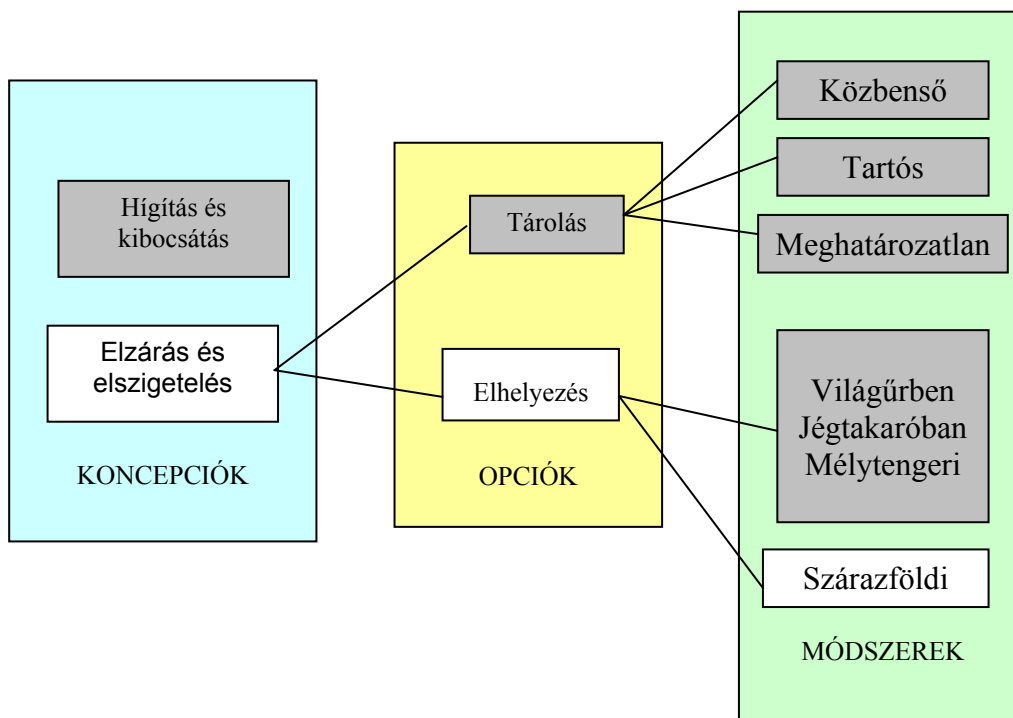 Hígítás és
kibocsátás
Elzárás és
elszigetelés
KONCEPCIÓK
Tárolás
Elhelyezés
OPCIÓK
Közbenső
Tartós
Meghatározatlan
Világűrben
Jégtakaróban
Mélytengeri
Szárazföldi
MÓDSZEREK